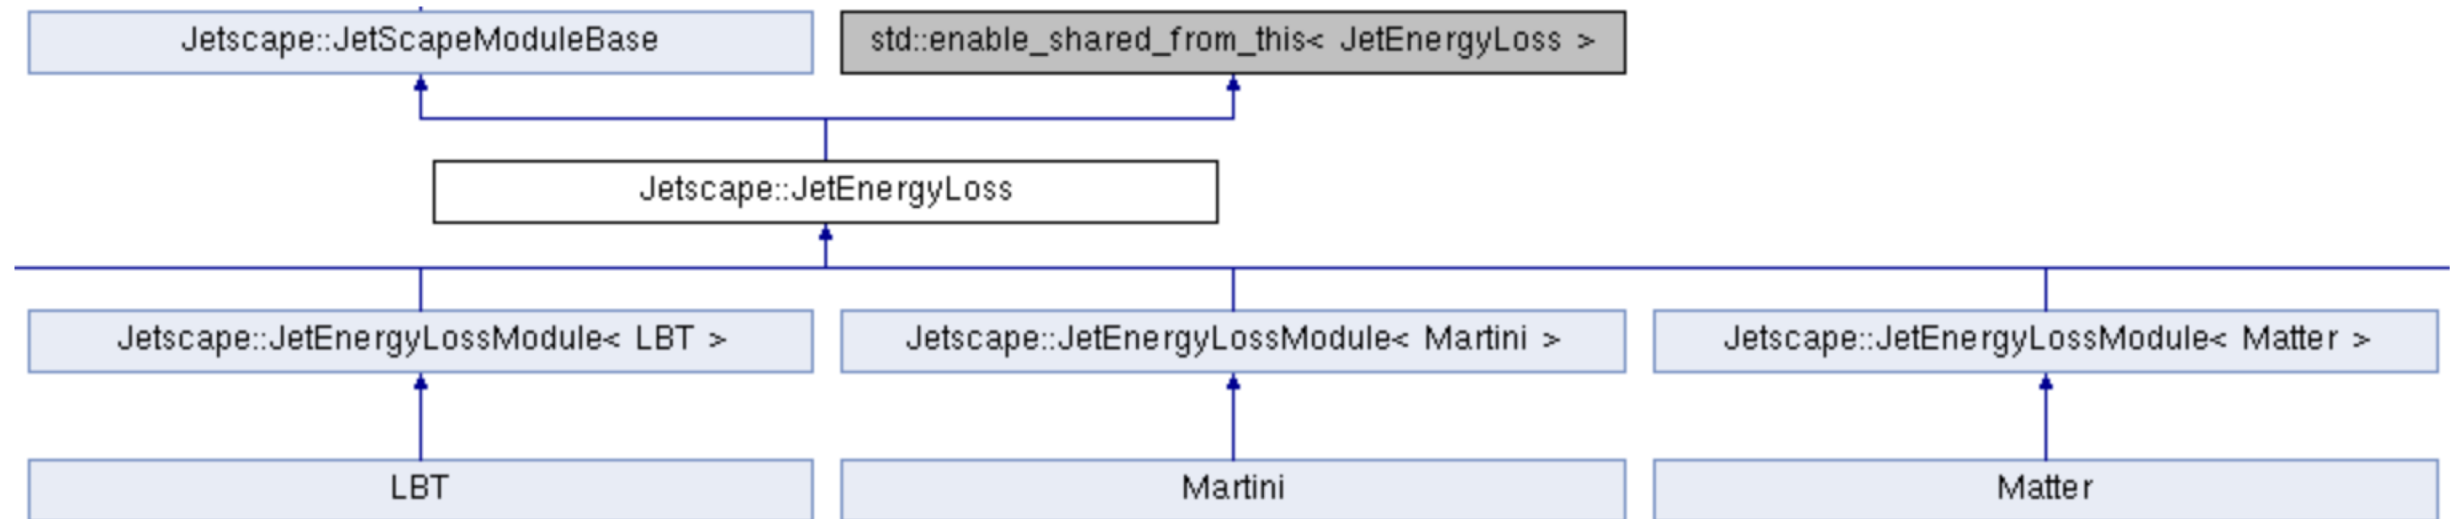 Jetscape::JetScapeModuleBase
std::enable_shared_from_this< JetEnergyLoss >
Jetscape::JetEnergyLoss
Jetscape::JetEnergyLossModule< LBT >
Jetscape::JetEnergyLossModule< Martini >
Jetscape::JetEnergyLossModule< Matter >
LBT
Martini
Matter